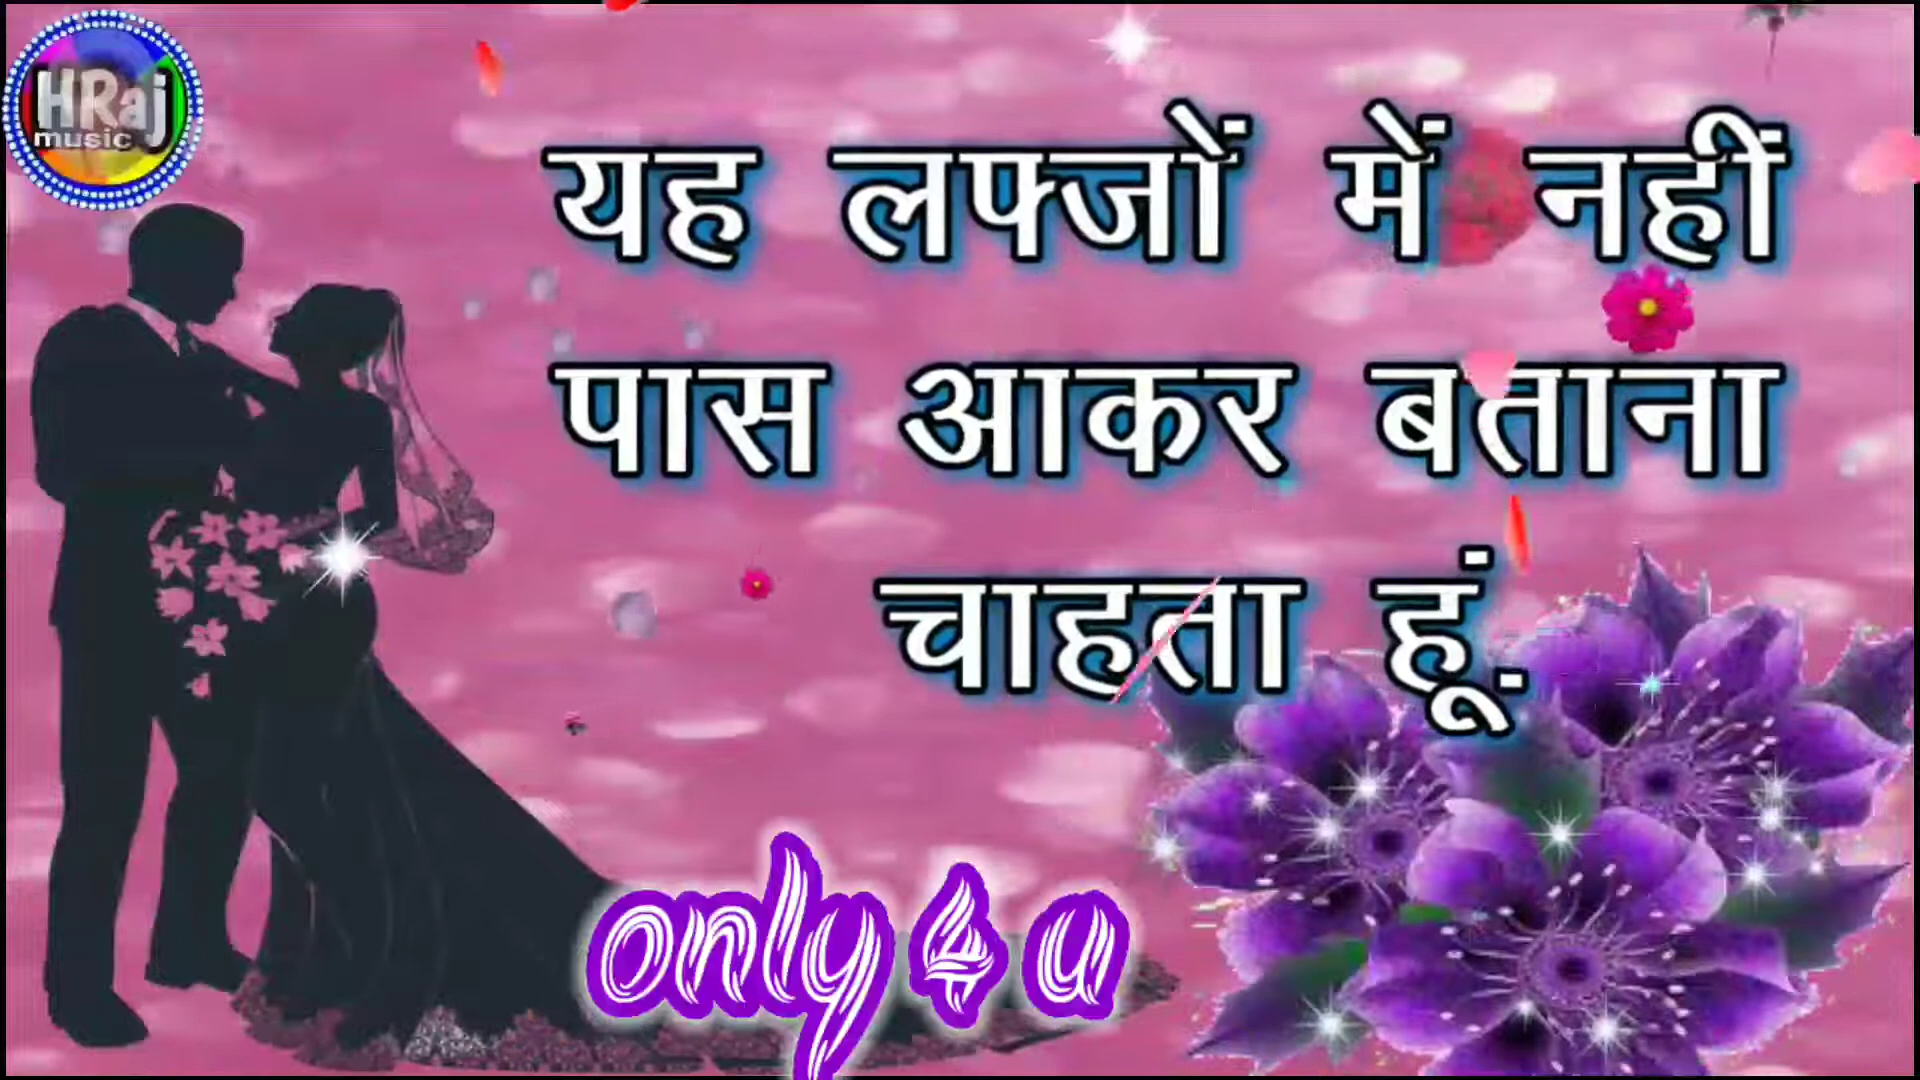 HRaj
music
यह लफ्जों में नहीं
पास आकर बताना
चाहता हूं.
only 4 u